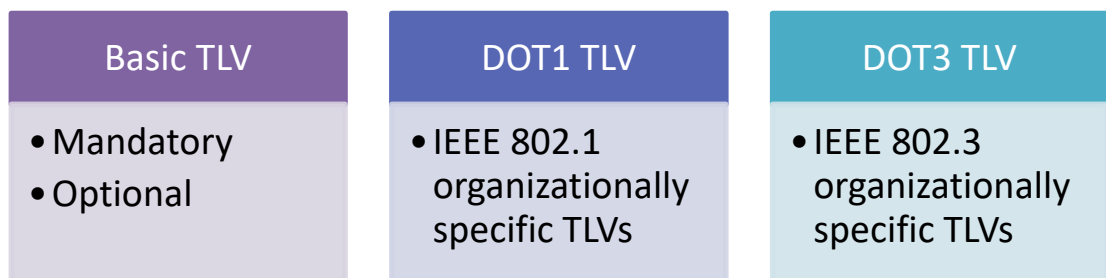 Basic TLV
• Mandatory
• Optional
DOT1 TLV
• IEEE 802.1
organizationally
specific TLVs
DOT3 TLV
• IEEE 802.3
organizationally
specific TLVs